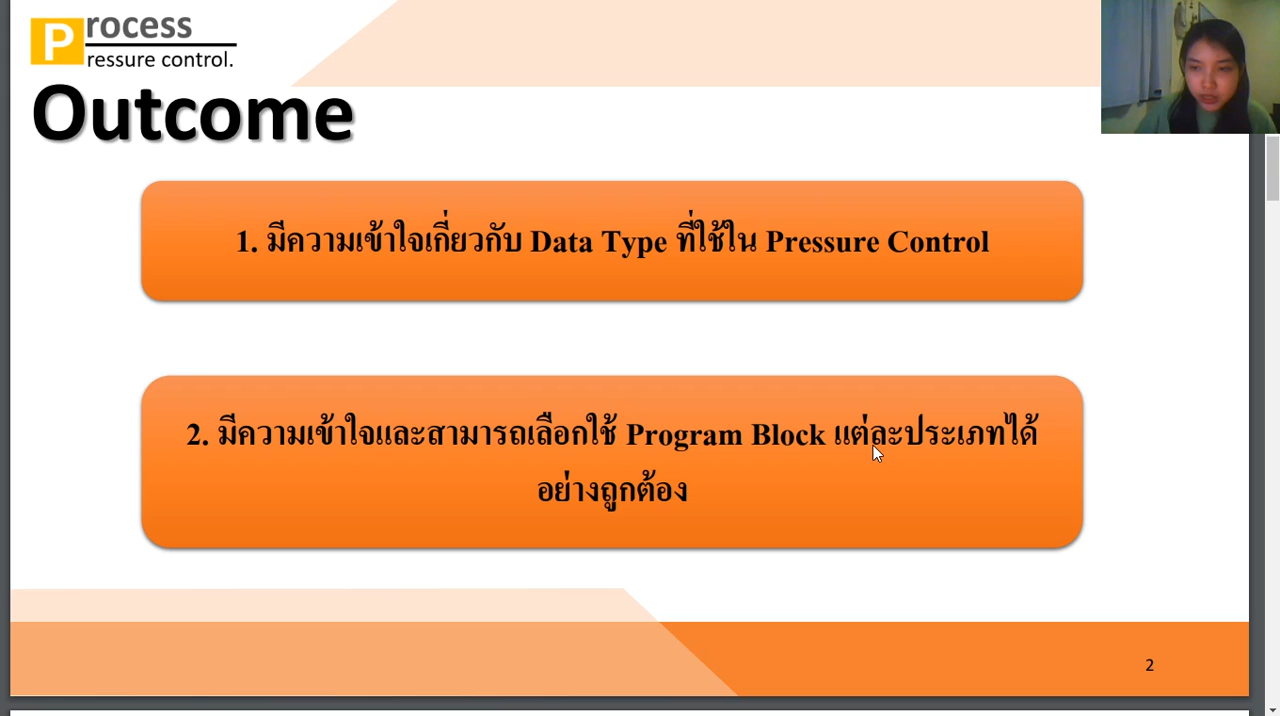 Process
Pressure control.
Outcome
1. มีความเข้าใจเกี่ยวกับ Data Type ที่ใช้ใน Pressure Control
2. มีความเข้าใจและสามารถเลือกใช้ Program Block แต่ละประเภทได้
อย่างถูกต้อง
2